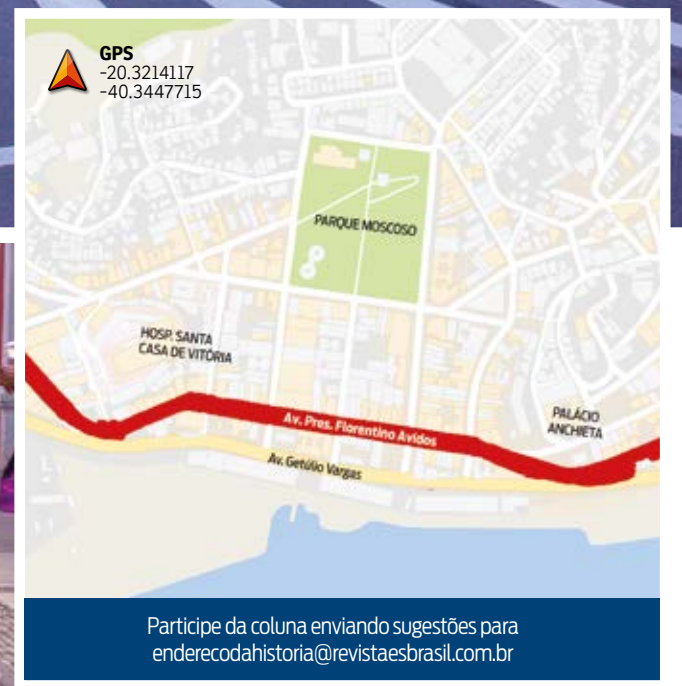 GPS
-20.3214117
-40.3447715
PARQUE MOSCOSO
HOSP. SANTA
CASA DE VITÓRIA
PALÁCIO
ANCHIETA
Av. Pres. Florentino Avidos
Av. Getúlio Vargas
Participe da coluna enviando sugestões para
enderecodahistoria@revistaesbrasil.com.br